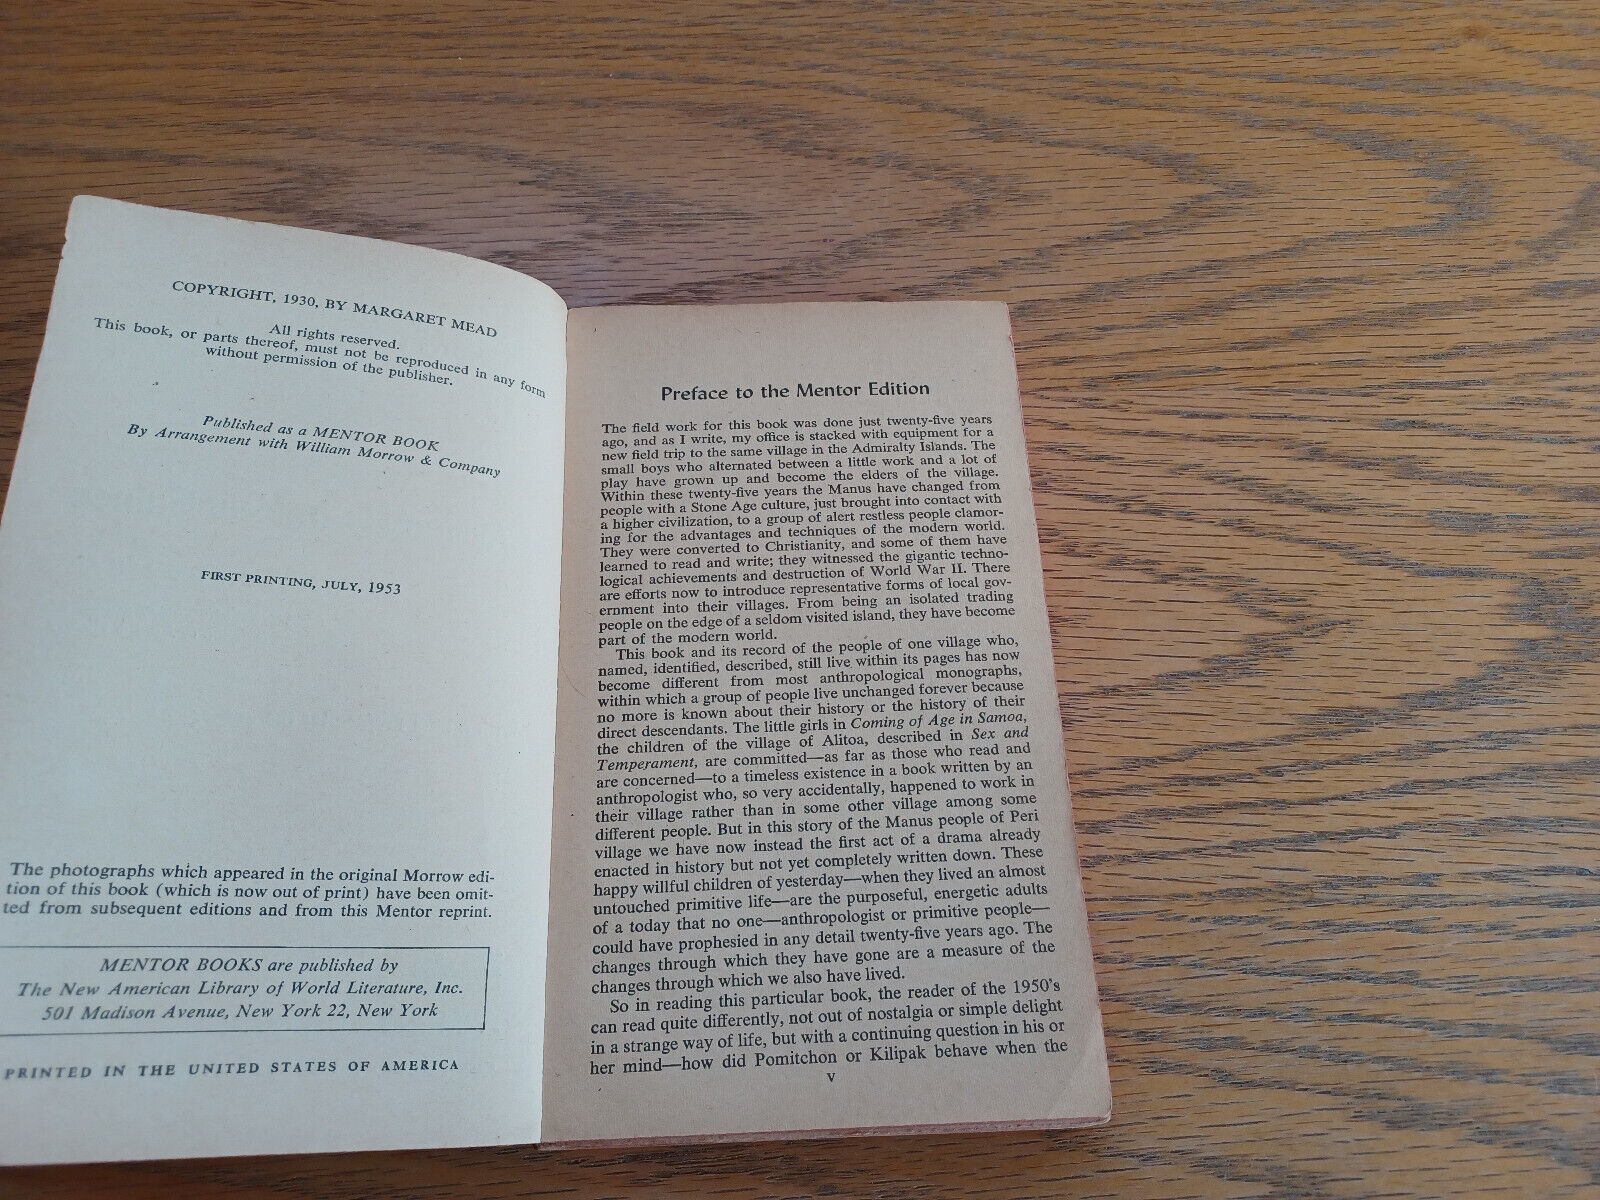 COPYRIGHT, 1930, BY MARGARET MEAD
All rights reserved.
This book, or parts thereof, must not be reproduced in any form
without permission of the publisher.
Published as a MENTOR BOOK
By Arrangement with William Morrow & Company
FIRST PRINTING, JULY, 1953
The photographs which appeared in the original Morrow edi-
tion of this book (which is now out of print) have been omit-
ted from subsequent editions and from this Mentor reprint.
MENTOR BOOKS are published by
The New American Library of World Literature, Inc.
501 Madison Avenue, New York 22, New York
PRINTED IN THE UNITED STATES OF AMERICA
Preface to the Mentor Edition
The field work for this book was done just twenty-five years
ago, and as I write, my office is stacked with equipment for a
new field trip to the same village in the Admiralty Islands. The
small boys who alternated between a little work and a lot of
play have grown up and become the elders of the village.
Within these twenty-five years the Manus have changed from
people with a Stone Age culture, just brought into contact with
a higher civilization, to a group of alert restless people clamor-
ing for the advantages and techniques of the modern world.
They were converted to Christianity, and some of them have
learned to read and write; they witnessed the gigantic techno-
logical achievements and destruction of World War II. There
are efforts now to introduce representative forms of local gov-
ernment into their villages. From being an isolated trading
people on the edge of a seldom visited island, they have become
part of the modern world.
This book and its record of the people of one village who,
named, identified, described, still live within its pages has now
become different from most anthropological monographs,
within which a group of people live unchanged forever because
no more is known about their history or the history of their
direct descendants. The little girls in Coming of Age in Samoa,
the children of the village of Alitoa, described in Sex and
Temperament, are committed—as far as those who read and
are concerned—to a timeless existence in a book written by an
anthropologist who, so very accidentally, happened to work in
their village rather than in some other village among some
different people. But in this story of the Manus people of Peri
village we have now instead the first act of a drama already
enacted in history but not yet completely written down. These
happy willful children of yesterday—when they lived an almost
untouched primitive life—are the purposeful, energetic adults
of a today that no one—anthropologist or primitive people—
could have prophesied in any detail twenty-five years ago. The
changes through which they have gone are a measure of the
changes through which we also have lived.
So in reading this particular book, the reader of the 1950's
can read quite differently, not out of nostalgia or simple delight
in a strange way of life, but with a continuing question in his or
her mind—how did Pomitchon or Kilipak behave when the
v